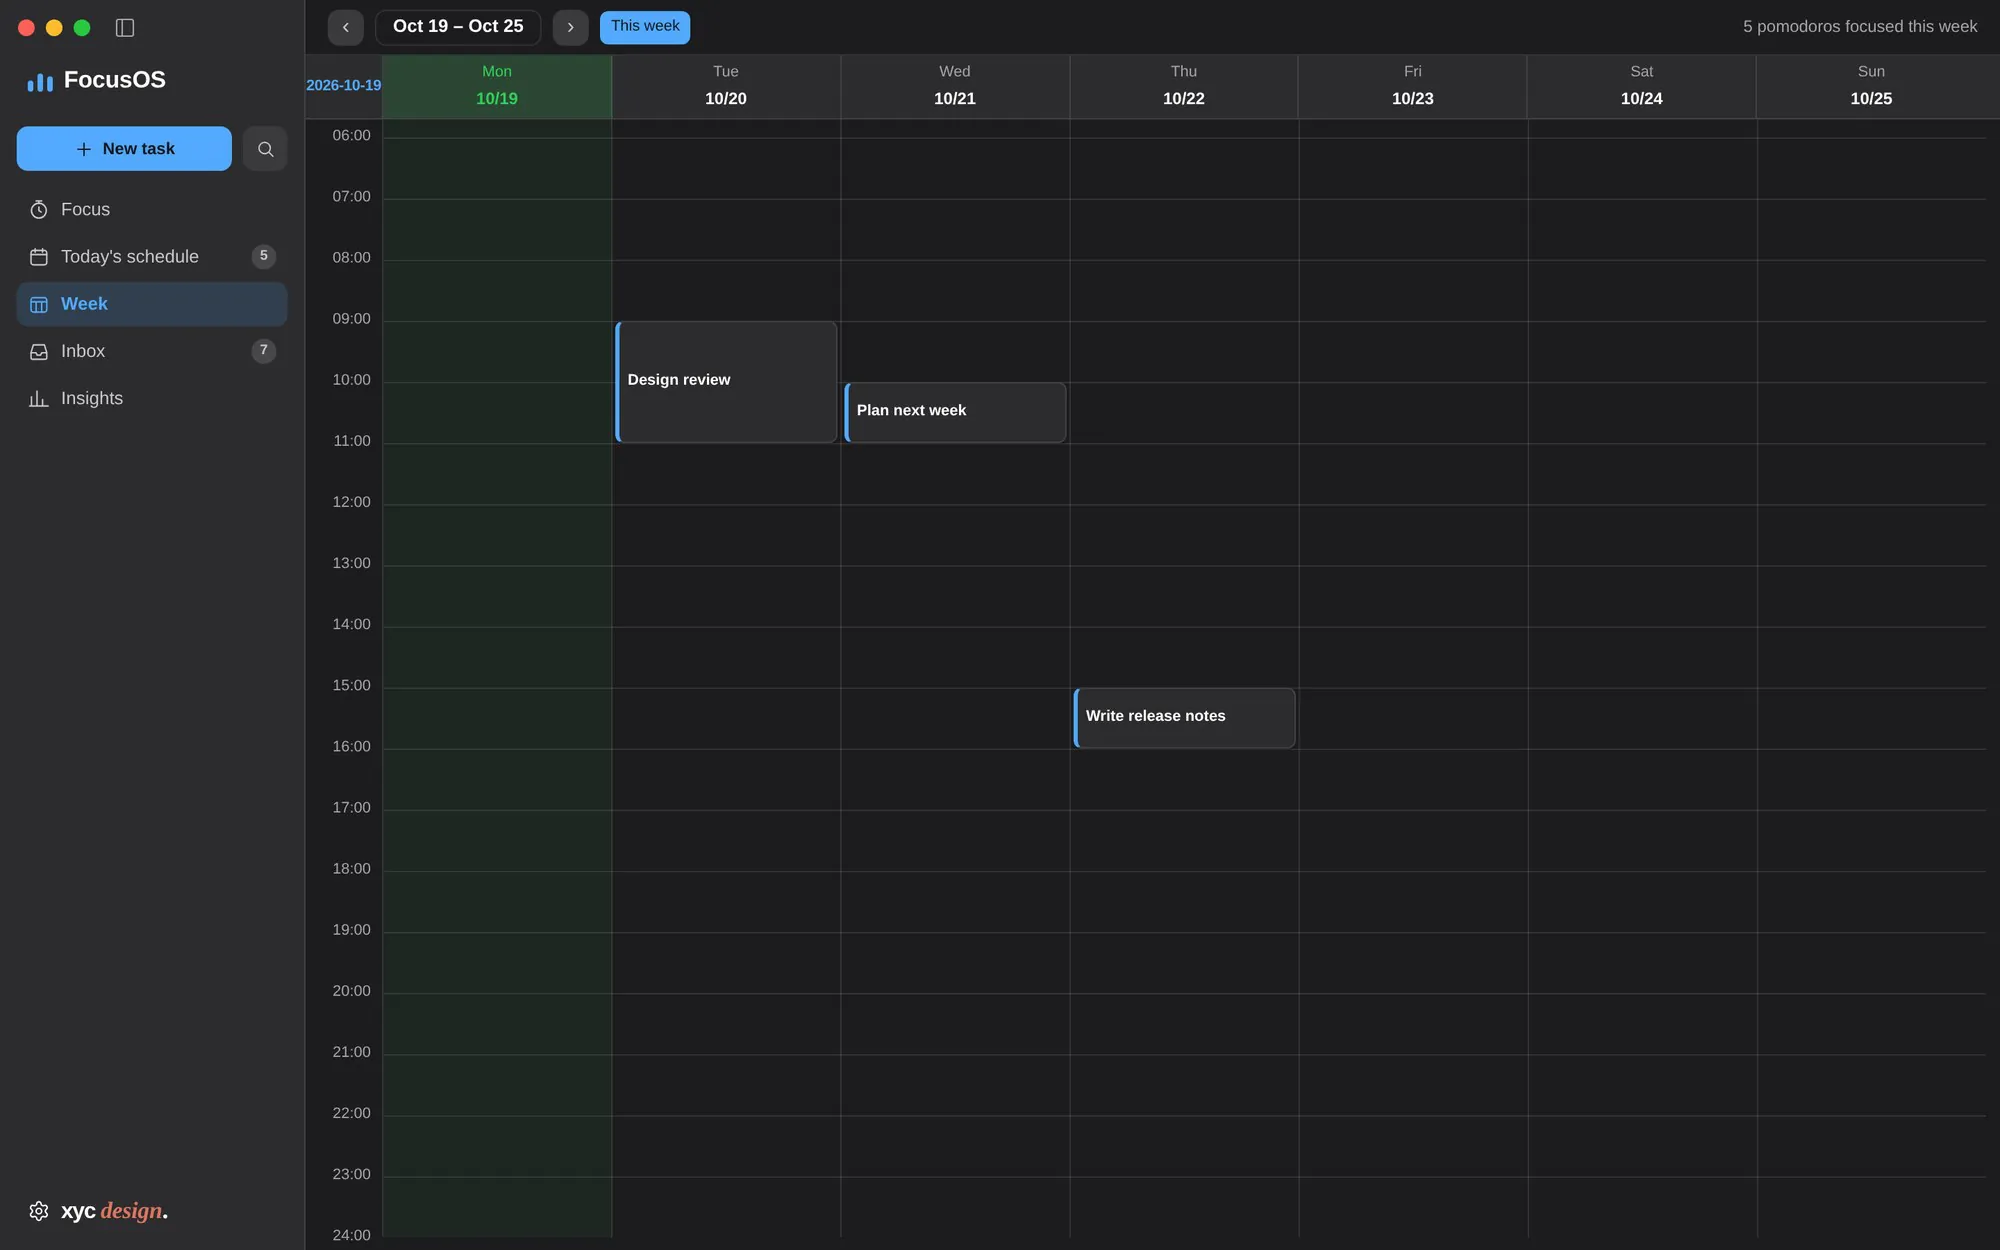 FocusOS
New task
Focus
Today's schedule 5
Week
Inbox 7
Insights
xyc design.
Oct 19 – Oct 25
This week
5 pomodoros focused this week
2026-10-19
Mon
10/19
Tue
10/20
Wed
10/21
Thu
10/22
Fri
10/23
Sat
10/24
Sun
10/25
06:00
07:00
08:00
09:00
Design review
10:00
Plan next week
11:00
12:00
13:00
14:00
15:00
Write release notes
16:00
17:00
18:00
19:00
20:00
21:00
22:00
23:00
24:00